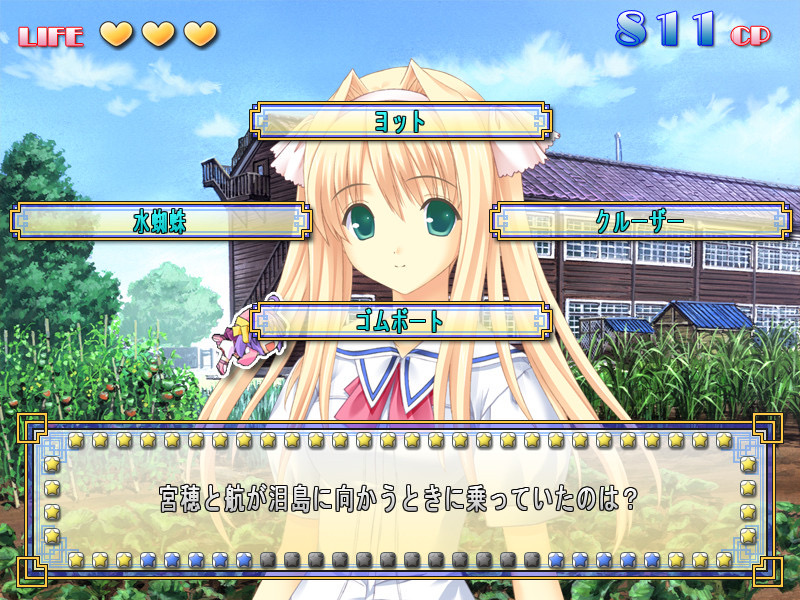 LIFE
811 CP
ヨット
水蜘蛛
クルーザー
ゴムボート
宮穂と航が泪島に向かうときに乗っていたのは？